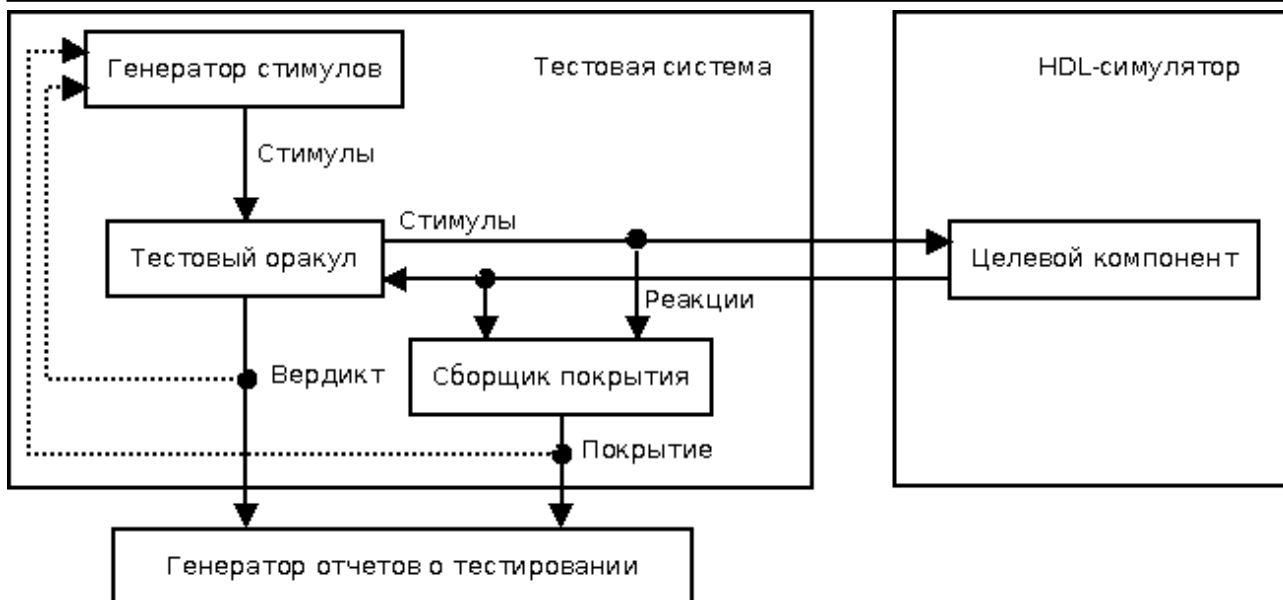 Генератор стимулов
Тестовая система
HDL-симулятор
Стимулы
Стимулы
Тестовый оракул
Целевой компонент
Реакции
Вердикт
Сборщик покрытия
Покрытие
Генератор отчетов о тестировании